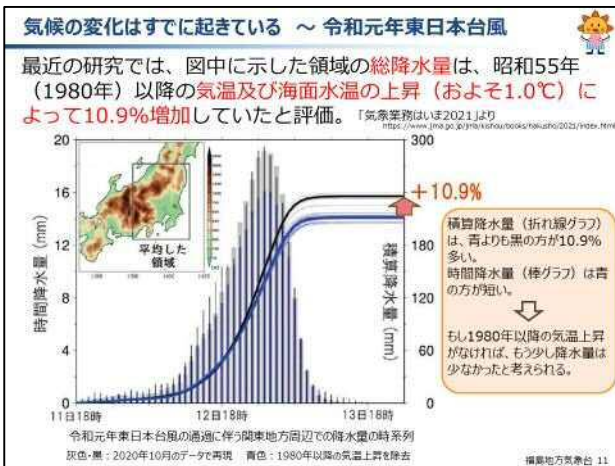 気候の変化はすでに起きている ～ 令和元年東日本台風
最近の研究では、図中に示した領域の総降水量は、昭和55年
（1980年）以降の気温及び海面水温の上昇（およそ1.0℃）に
よって10.9%増加していたと評価。「気象業務はいま2021」より
https://www.jma.go.jp/jma/kishou/books/hakusho/2021/index.html
時間降水量 (mm)
20
16
12
8
4
0
平均した
領域
300
180
120
60
0
積算降水量 (mm)
+10.9%
11日18時
12日18時
13日18時
積算降水量（折れ線グラフ）
は、青よりも黒の方が10.9%
多い。
時間降水量（棒グラフ）は青
の方が短い。
もし1980年以降の気温上昇
がなければ、もう少し降水量は
少なかったと考えられる。
令和元年東日本台風の通過に伴う関東地方周辺での降水量の時系列
灰色・黒：2020年10月のデータで再現　青色：1980年以降の気温上昇を除去
福島地方気象台 11